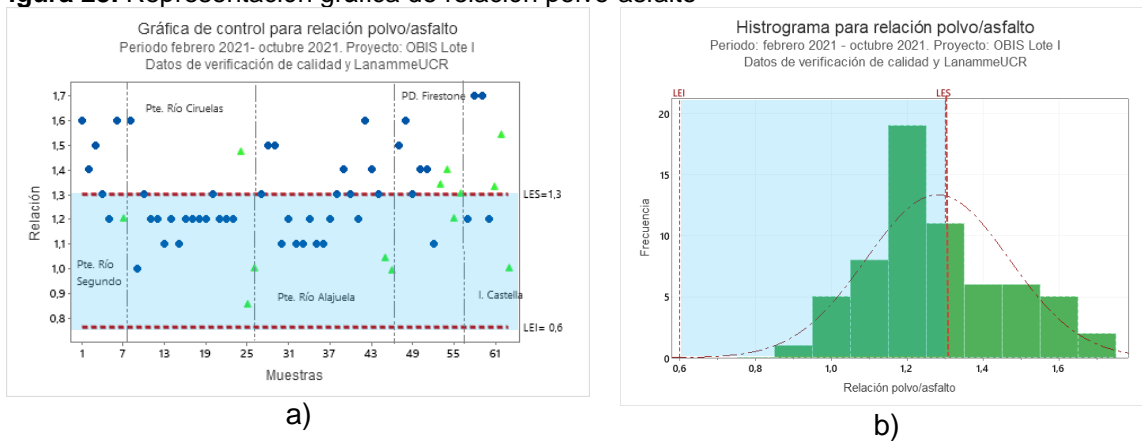 igura 28. Representación gráfica de relación polvo-asfalto
Gráfica de control para relación polvo/asfalto
Periodo febrero 2021- octubre 2021. Proyecto: OBIS Lote I
Datos de verificación de calidad y LanammeUCR
1,7
1,6
1,5
1,4
1,3
1,2
1,1
1,0
0,9
0,8
Relación
Pte. Río Ciruelas
PD. Firestone
LES=1,3
Pte. Río
Segundo
Pte. Río Alajuela
I. Castella
LEI= 0,6
1 7 13 19 25 31 37 43 49 55 61
Muestras
a)
Histrograma para relación polvo/asfalto
Periodo: febrero 2021 - octubre 2021. Proyecto: OBIS Lote I
Datos de verificación de calidad y LanammeUCR
LEI LES
20
15
10
5
0
Frecuencia
0,6 0,8 1,0 1,2 1,4 1,6
Relación polvo/asfalto
b)